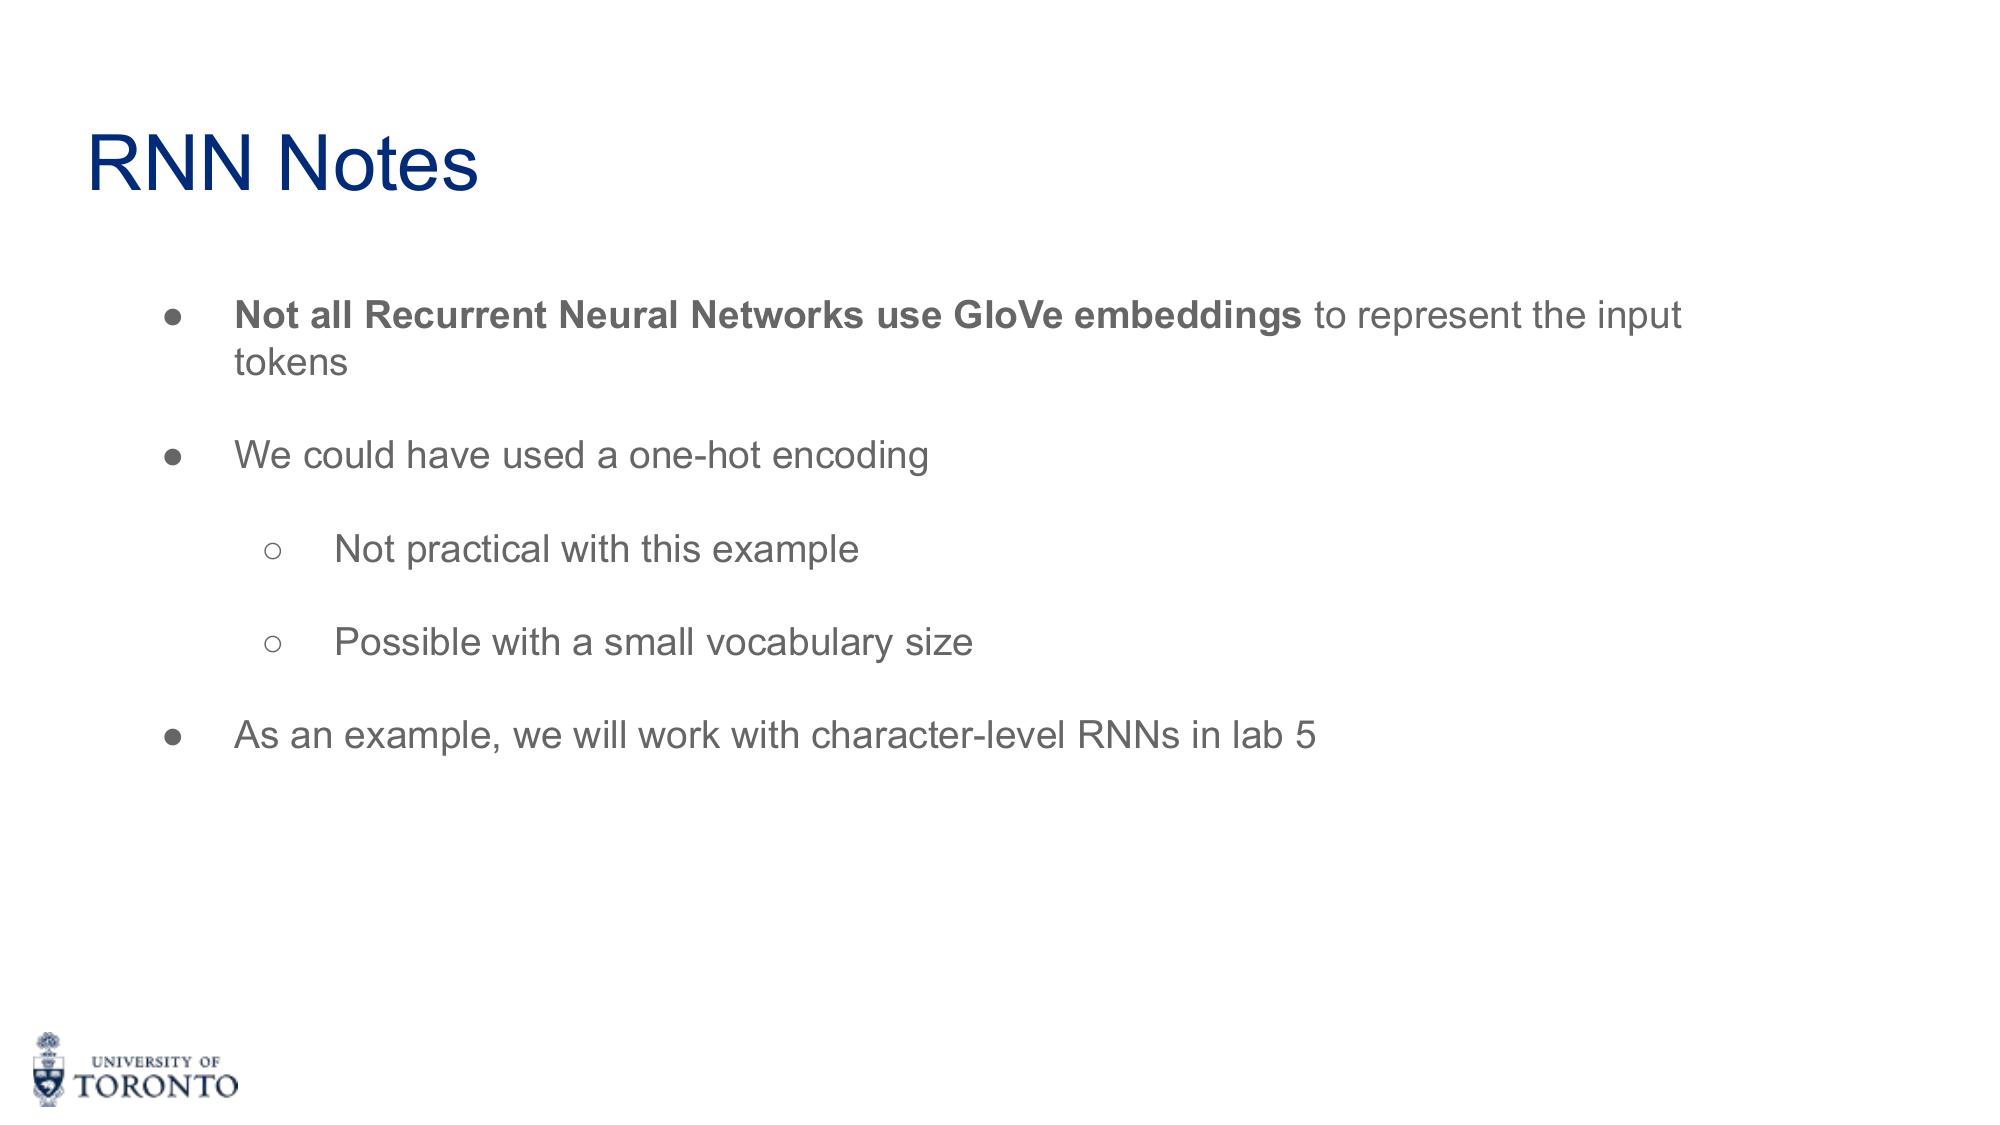 RNN Notes
● Not all Recurrent Neural Networks use GloVe embeddings to represent the input
tokens
● We could have used a one-hot encoding
○ Not practical with this example
○ Possible with a small vocabulary size
● As an example, we will work with character-level RNNs in lab 5
UNIVERSITY OF
TORONTO